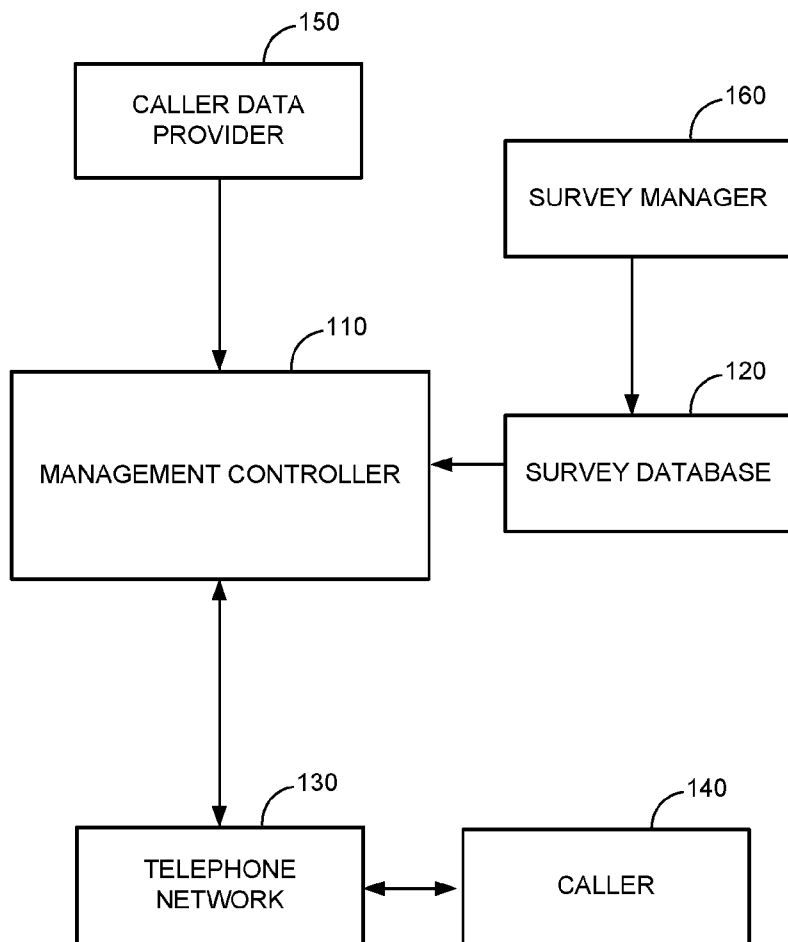 150
CALLER DATA
PROVIDER
160
SURVEY MANAGER
110
MANAGEMENT CONTROLLER
120
SURVEY DATABASE
130
TELEPHONE
NETWORK
140
CALLER